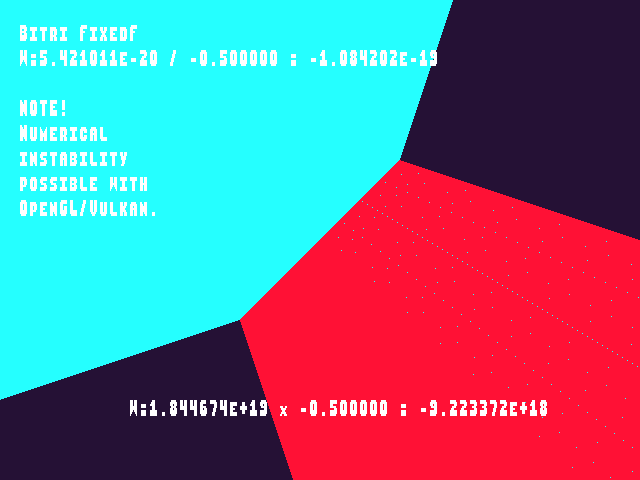 Bitri fixedf
W:5.421011E-20 / -0.500000 : -1.084202E-19
NOTE!
Numerical
instability
possible with
OpenGL/Vulkan.
W:1.844674E+19 x -0.500000 : -9.223372E+18